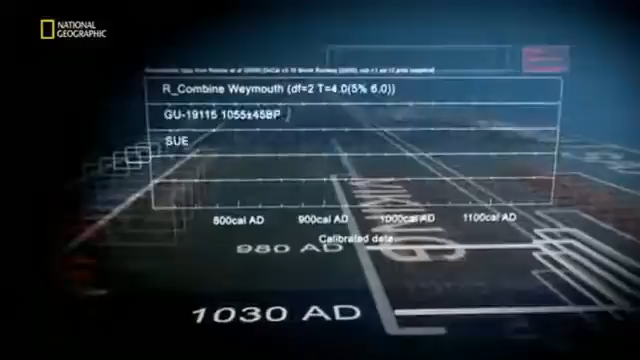 NATIONAL
GEOGRAPHIC
R_Combine Weymouth (df=2 T=4.0(5% 6.0))
GU-19115 1055±45BP
SUE
800cal AD 900cal AD 1000cal AD 1100cal AD
Calibrated date
VIKING
980 AD
1030 AD